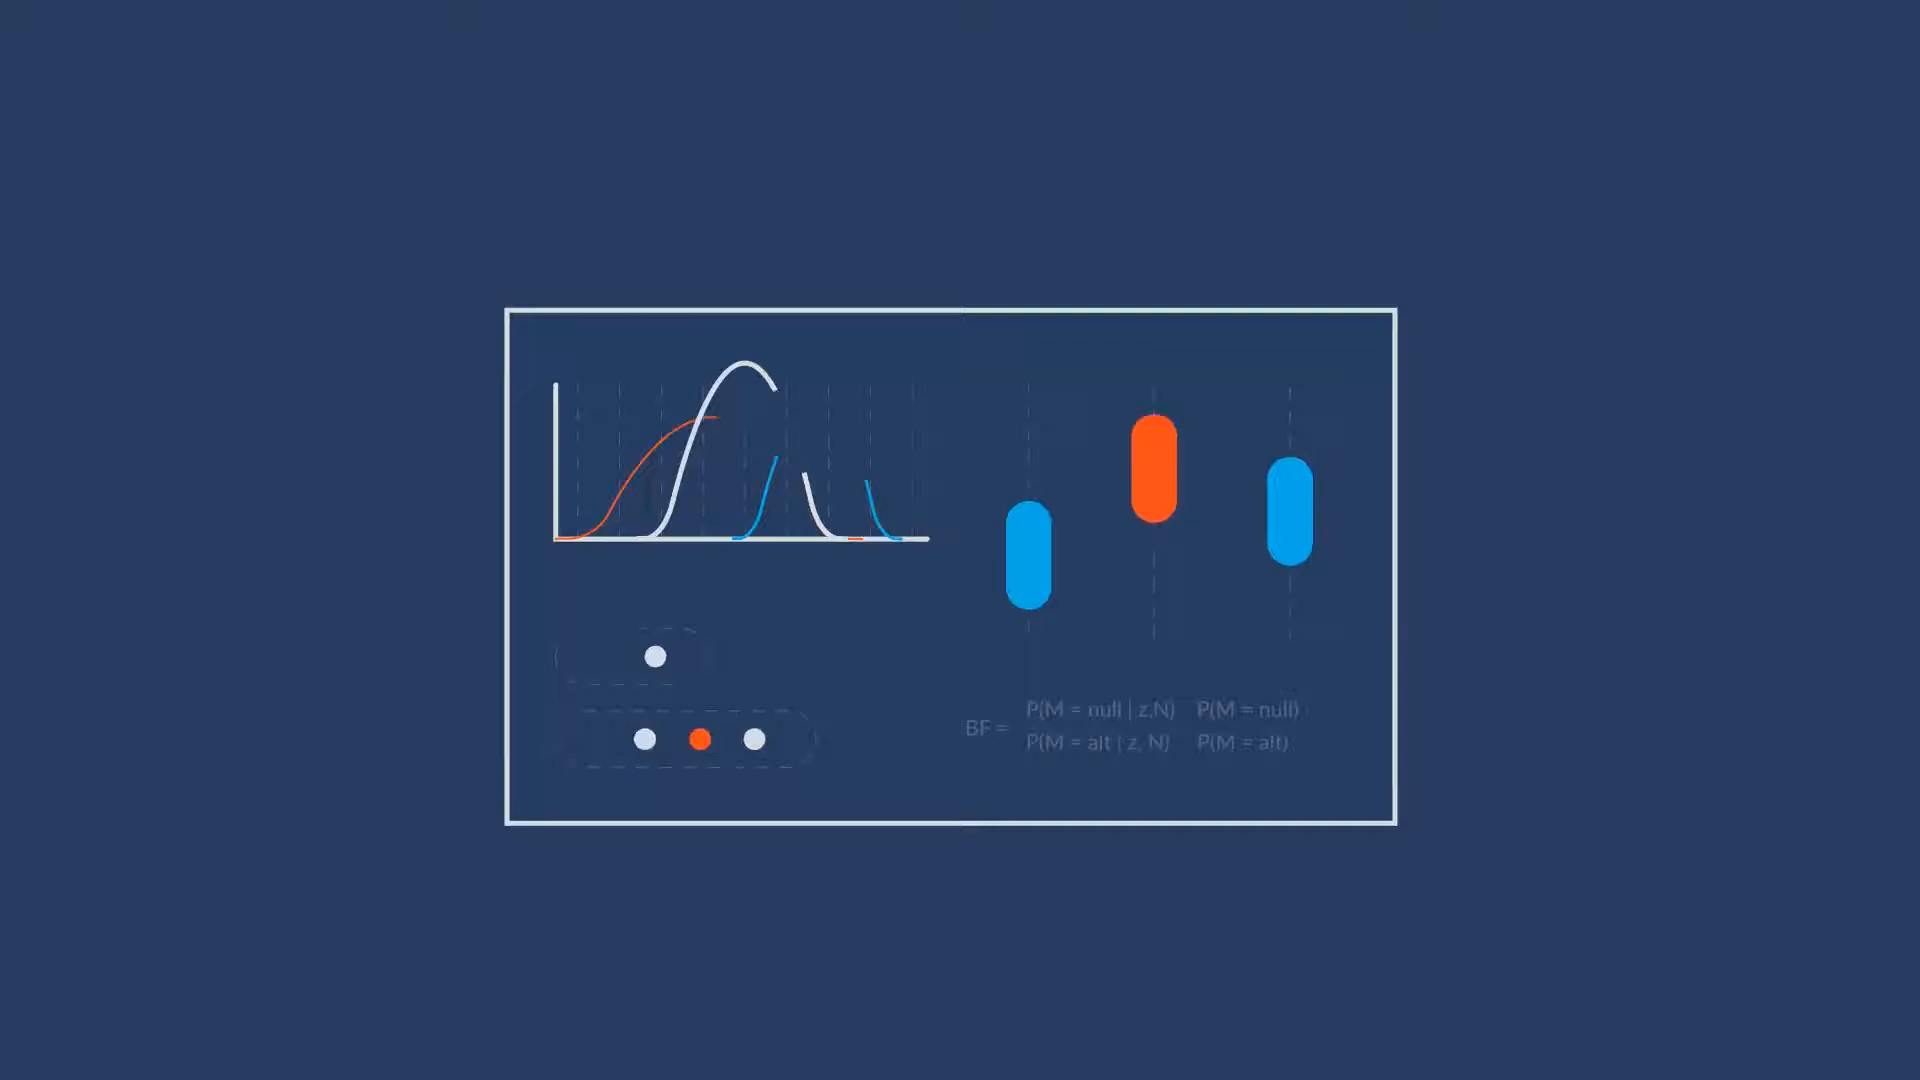 P(M = null | z,N) P(M = null)
BF =
P(M = alt | z, N) P(M = alt)